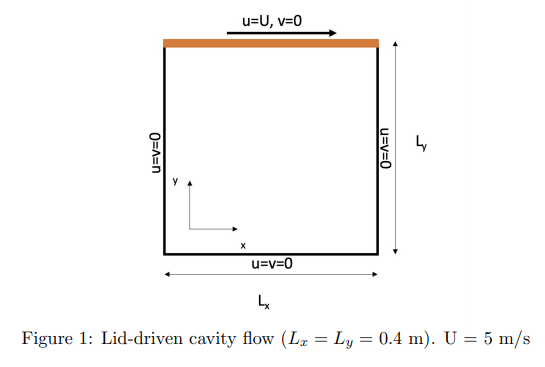 u=U, v=0
u=v=0
u=v=0
L_y
y
x
u=v=0
L_x
Figure 1: Lid-driven cavity flow (L_x = L_y = 0.4 m). U = 5 m/s